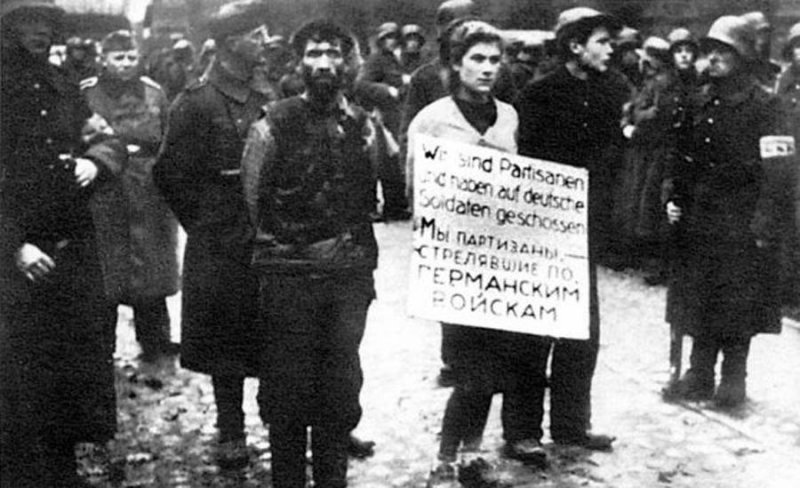 Wir sind Partisanen
und haben auf deutsche
Soldaten geschossen
Мы партизаны,
стрелявшие по
германским
войскам